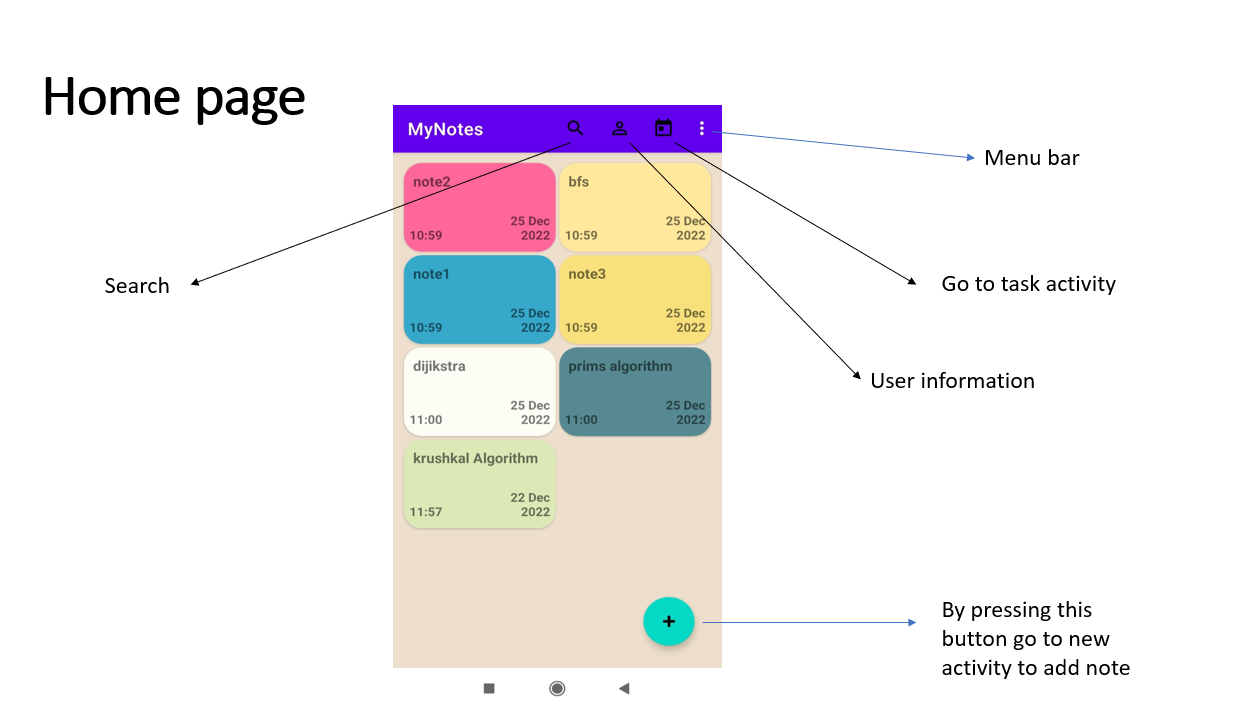 Home page
MyNotes
Menu bar
note2
bfs
25 Dec
10:59 2022
25 Dec
10:59 2022
Search
note1
note3
25 Dec
10:59 2022
25 Dec
10:59 2022
Go to task activity
dijikstra
prims algorithm
25 Dec
11:00 2022
25 Dec
11:00 2022
User information
krushkal Algorithm
22 Dec
11:57 2022
+
By pressing this
button go to new
activity to add note